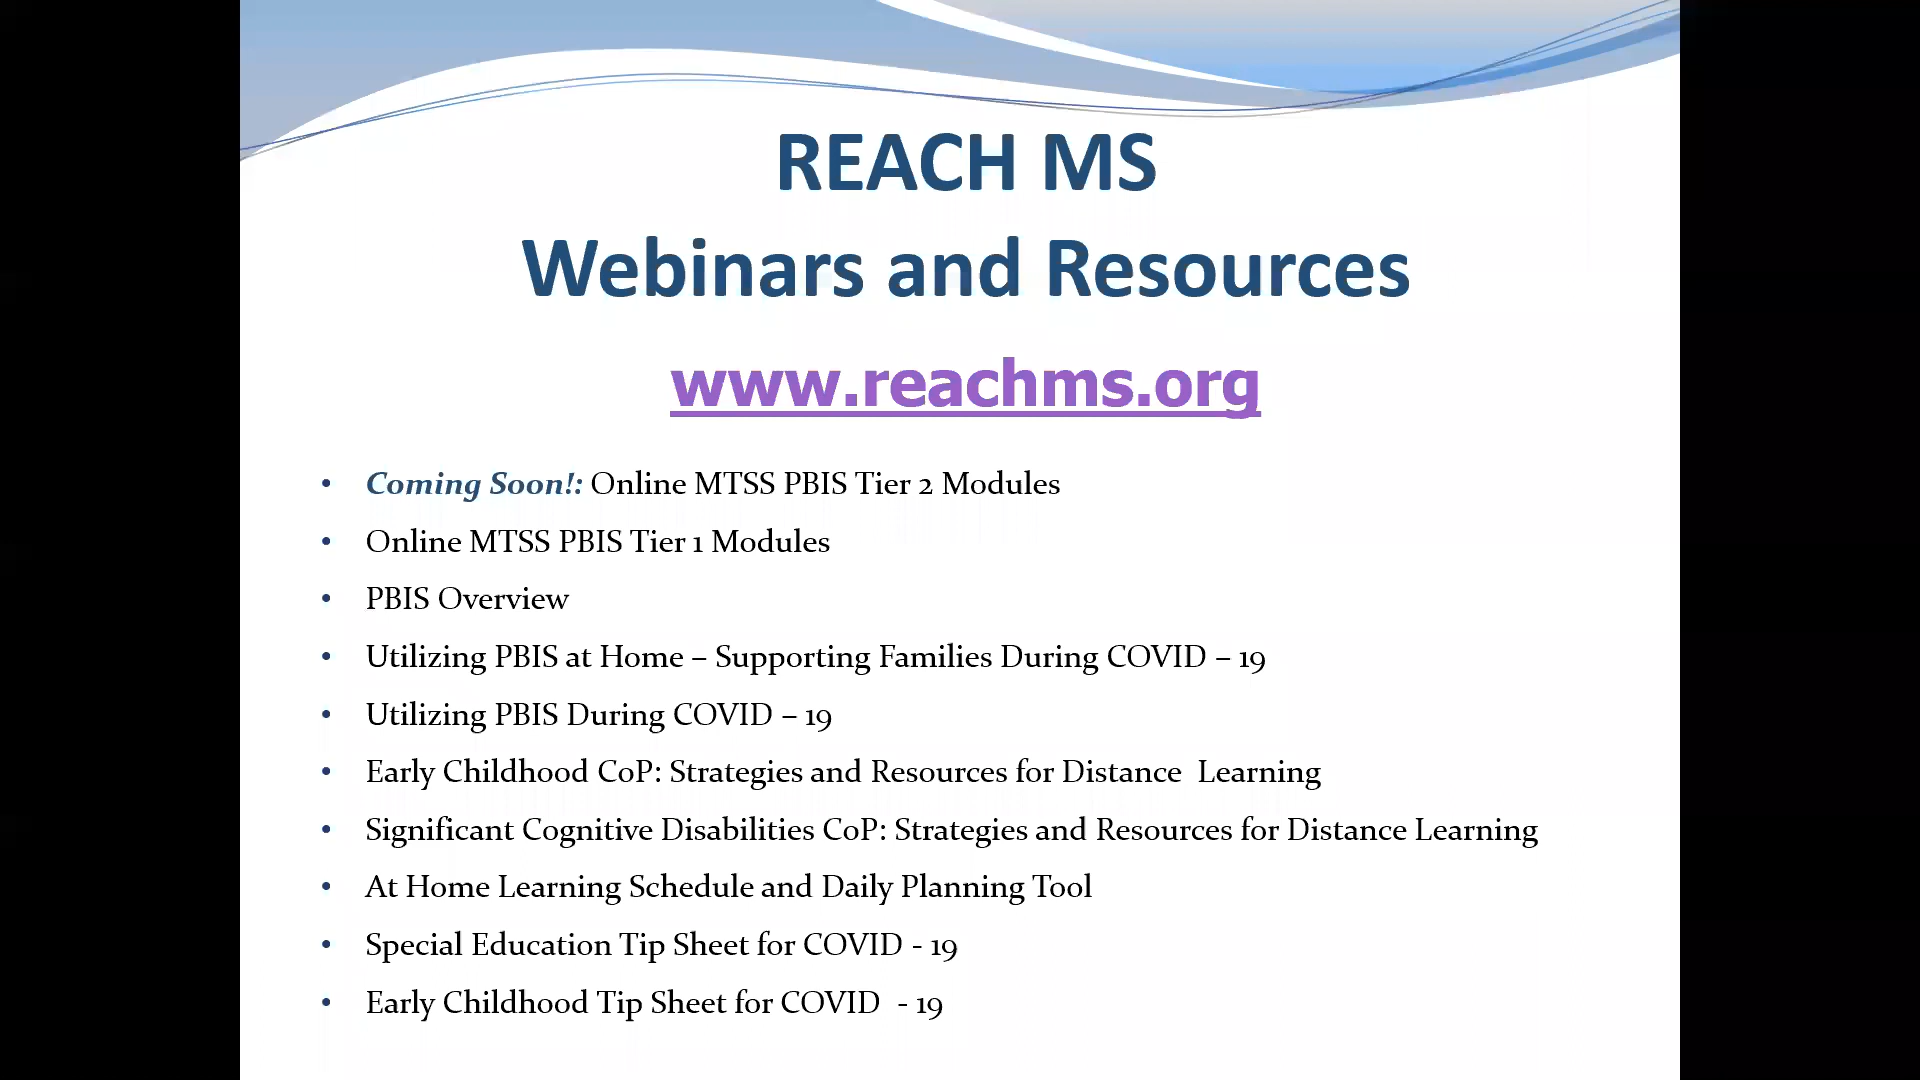 REACH MS
Webinars and Resources
www.reachms.org
• Coming Soon!: Online MTSS PBIS Tier 2 Modules
• Online MTSS PBIS Tier 1 Modules
• PBIS Overview
• Utilizing PBIS at Home – Supporting Families During COVID – 19
• Utilizing PBIS During COVID – 19
• Early Childhood CoP: Strategies and Resources for Distance  Learning
• Significant Cognitive Disabilities CoP: Strategies and Resources for Distance Learning
• At Home Learning Schedule and Daily Planning Tool
• Special Education Tip Sheet for COVID - 19
• Early Childhood Tip Sheet for COVID  - 19